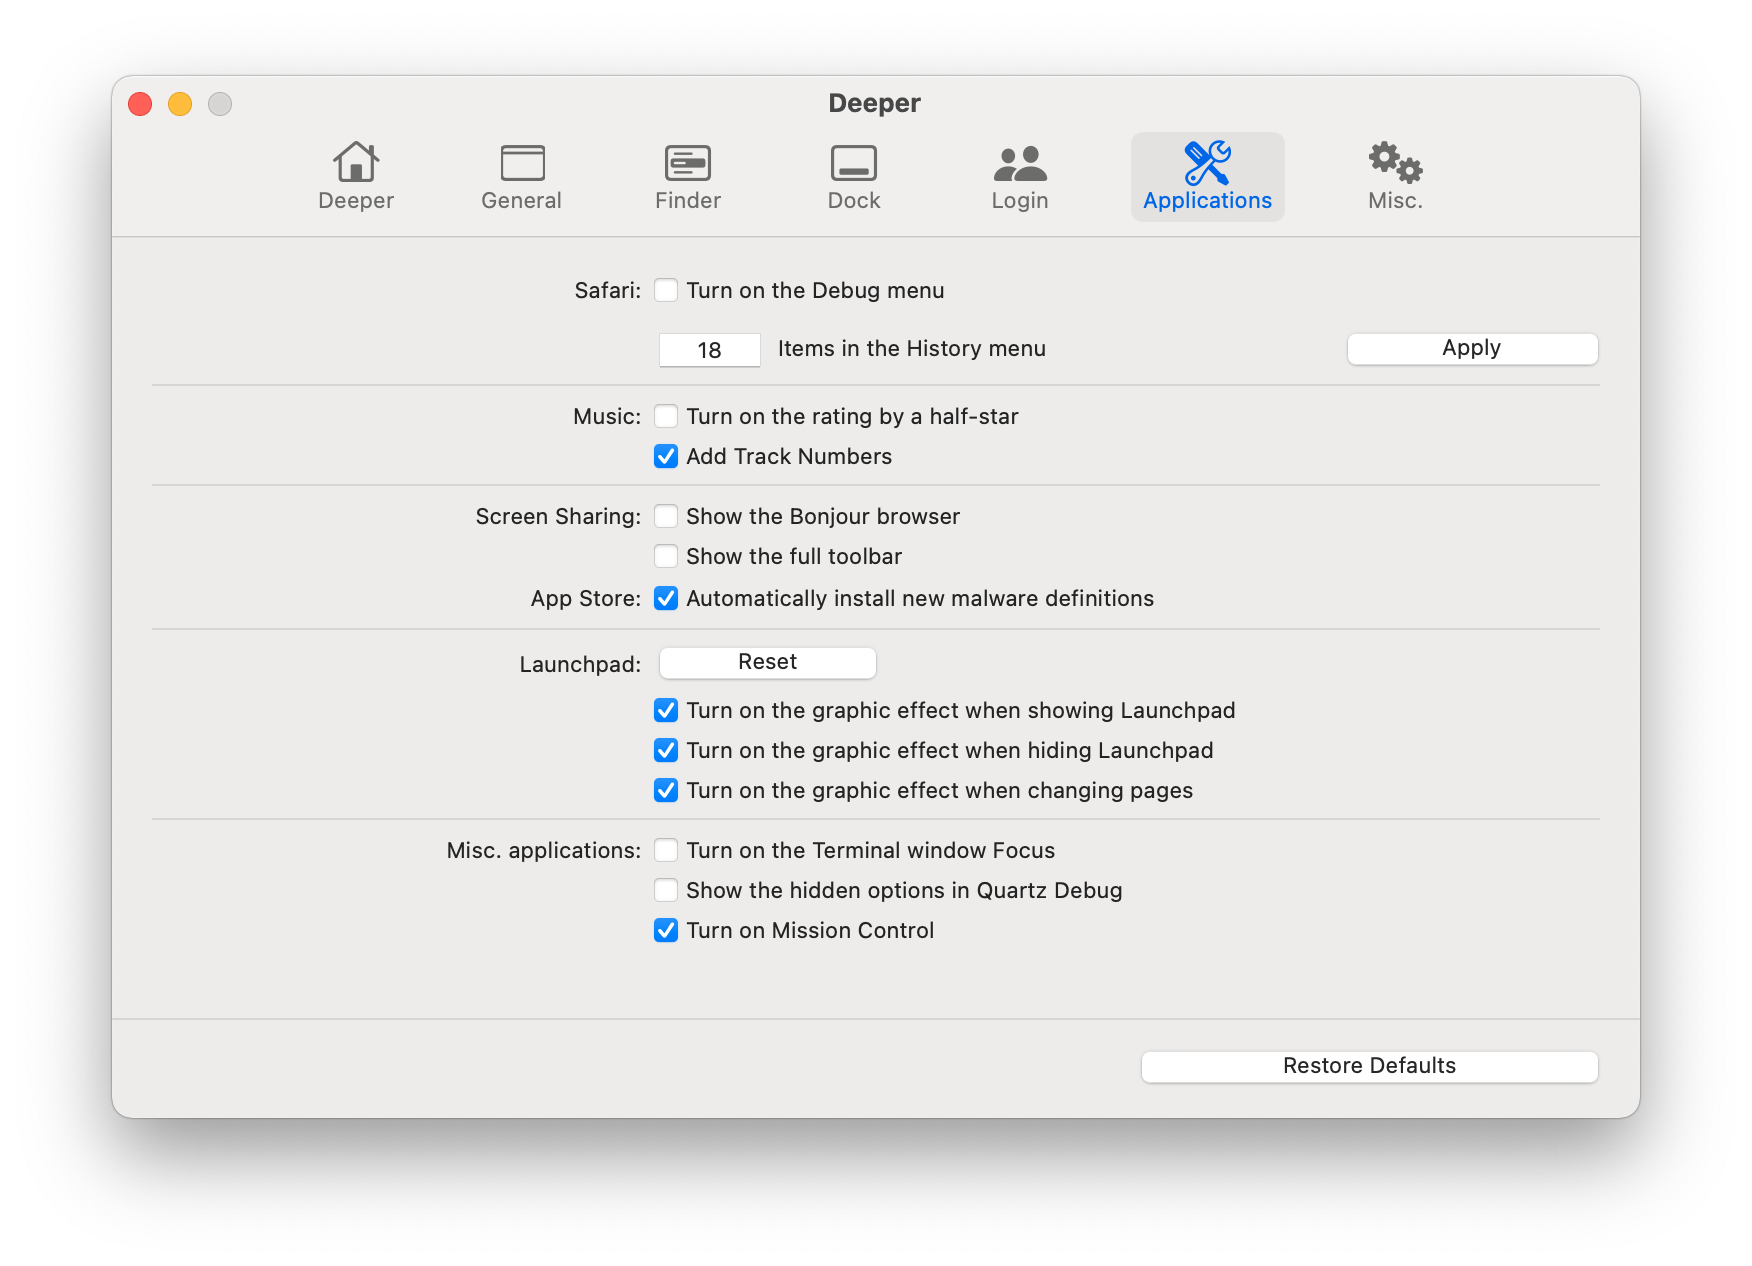 Deeper
Deeper General Finder Dock Login Applications Misc.
Safari: Turn on the Debug menu
18 Items in the History menu Apply
Music: Turn on the rating by a half-star
Add Track Numbers
Screen Sharing: Show the Bonjour browser
Show the full toolbar
App Store: Automatically install new malware definitions
Launchpad: Reset
Turn on the graphic effect when showing Launchpad
Turn on the graphic effect when hiding Launchpad
Turn on the graphic effect when changing pages
Misc. applications: Turn on the Terminal window Focus
Show the hidden options in Quartz Debug
Turn on Mission Control
Restore Defaults